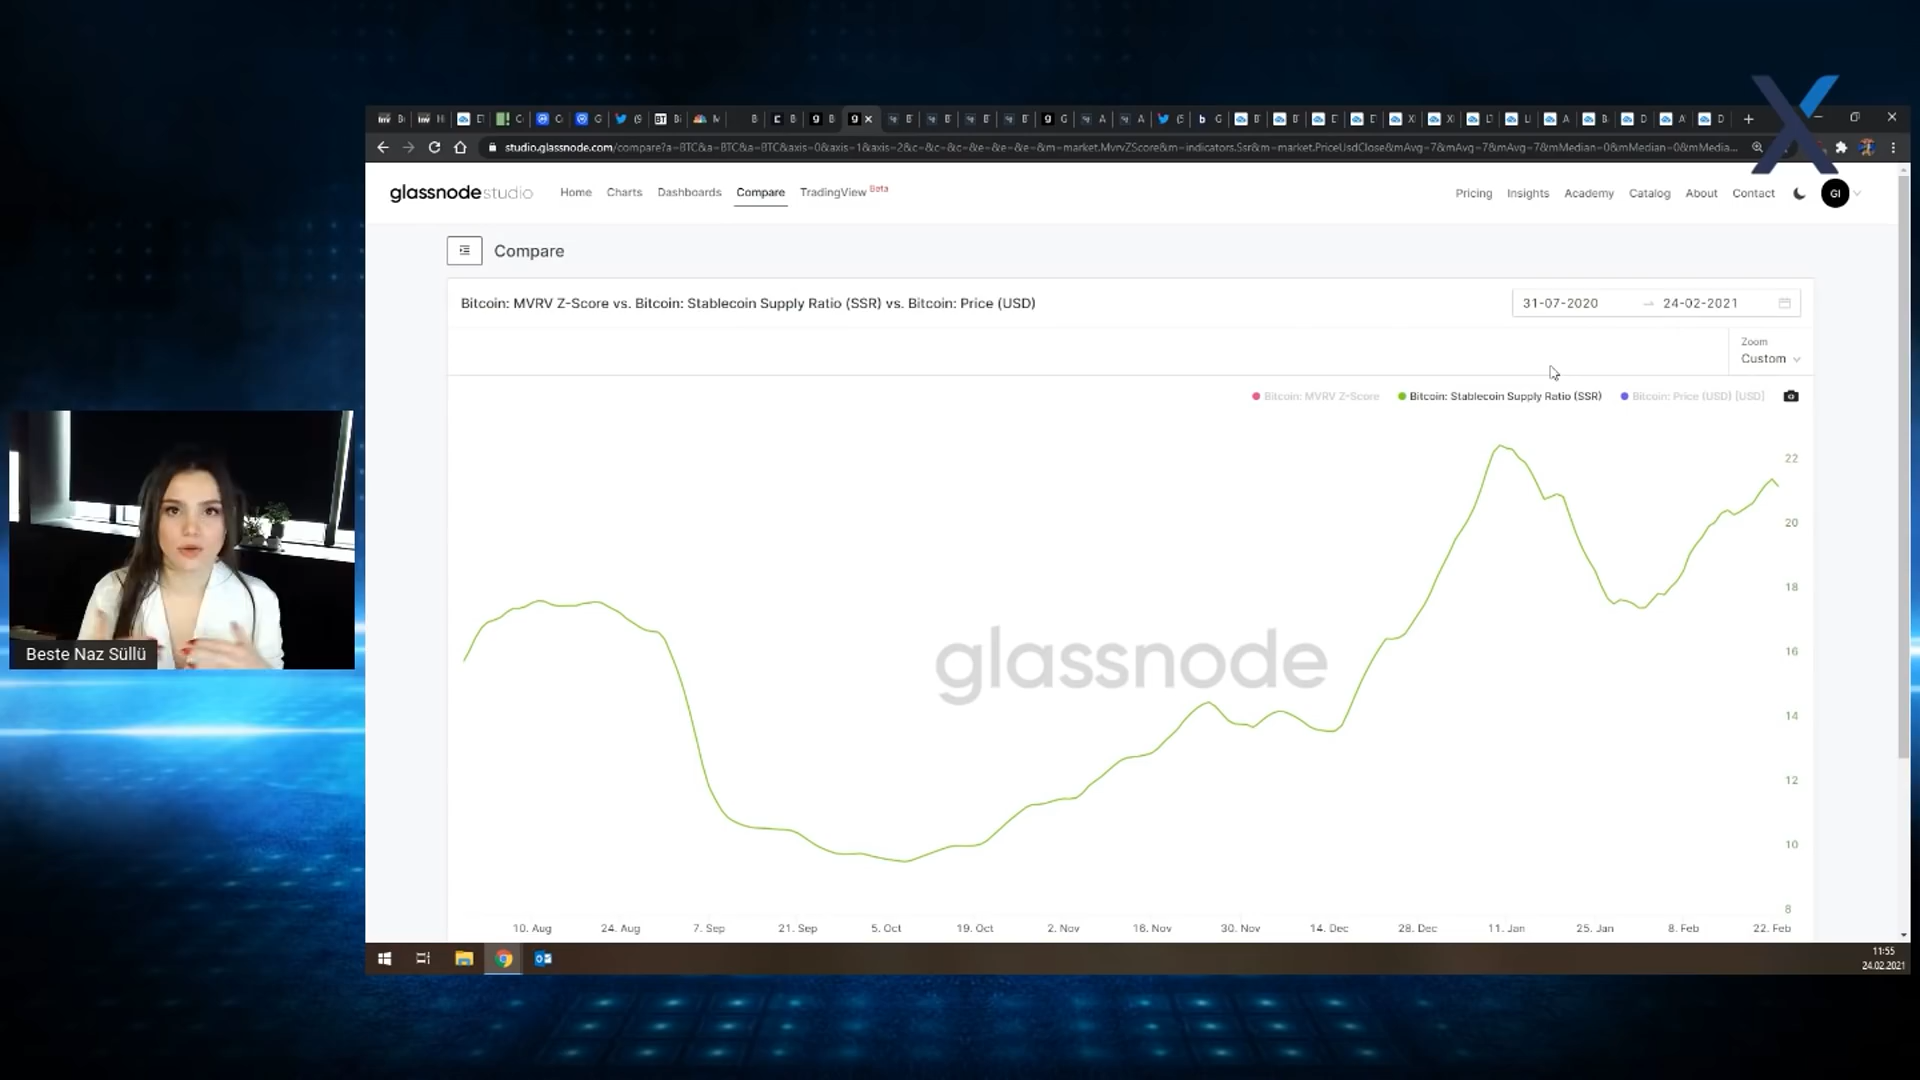 studio.glassnode.com/compare?a=BTC&a=BTC&a=BTC&axis=0&axis=1&axis=2&c=&c=&c=&e=&e=&e=&m=market.MvrvZScore&m=indicators.Ssr&m=market.PriceUsdClose&mAvg=7&mAvg=7&mAvg=7&mMedian=0&mMedian=0&mMedia...
glassnodestudio Home Charts Dashboards Compare TradingView Beta Pricing Insights Academy Catalog About Contact GI
Compare
Bitcoin: MVRV Z-Score vs. Bitcoin: Stablecoin Supply Ratio (SSR) vs. Bitcoin: Price (USD) 31-07-2020 → 24-02-2021
Zoom
Custom
Bitcoin: MVRV Z-Score Bitcoin: Stablecoin Supply Ratio (SSR) Bitcoin: Price (USD) [USD]
22
20
18
16
14
12
10
8
glassnode
10. Aug 24. Aug 7. Sep 21. Sep 5. Oct 19. Oct 2. Nov 16. Nov 30. Nov 14. Dec 28. Dec 11. Jan 25. Jan 8. Feb 22. Feb
Beste Naz Süllü
11:55
24.02.2021